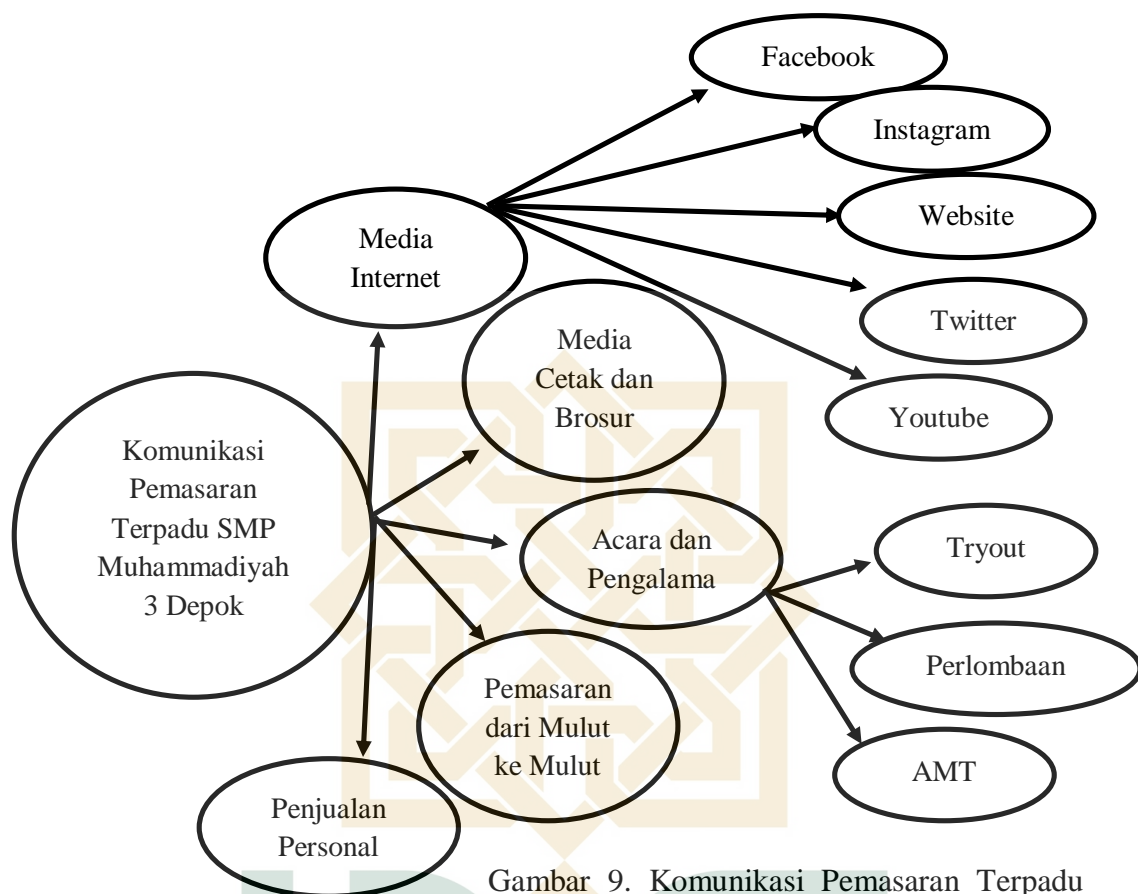 Facebook
Instagram
Website
Twitter
Youtube
Media
Internet
Media
Cetak dan
Brosur
Komunikasi
Pemasaran
Terpadu SMP
Muhammadiyah
3 Depok
Acara dan
Pengalama
Tryout
Perlombaan
AMT
Pemasaran
dari Mulut
ke Mulut
Penjualan
Personal
Gambar 9. Komunikasi Pemasaran Terpadu